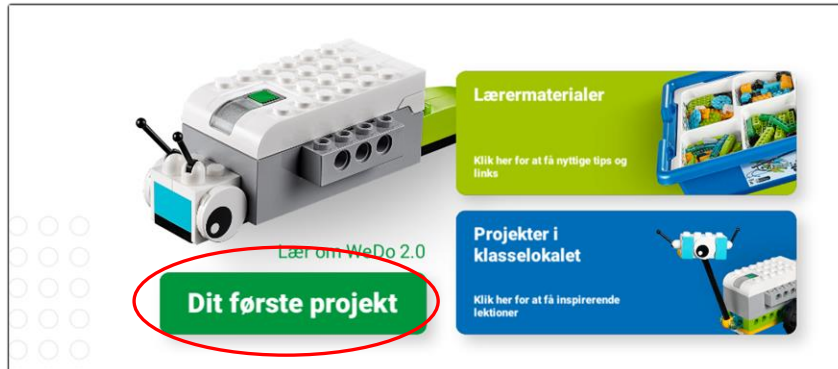 Lær om WeDo 2.0
Dit første projekt
Lærermaterialer
Klik her for at få nyttige tips og
links
Projekter i
klasselokalet
Klik her for at få inspirerende
lektioner